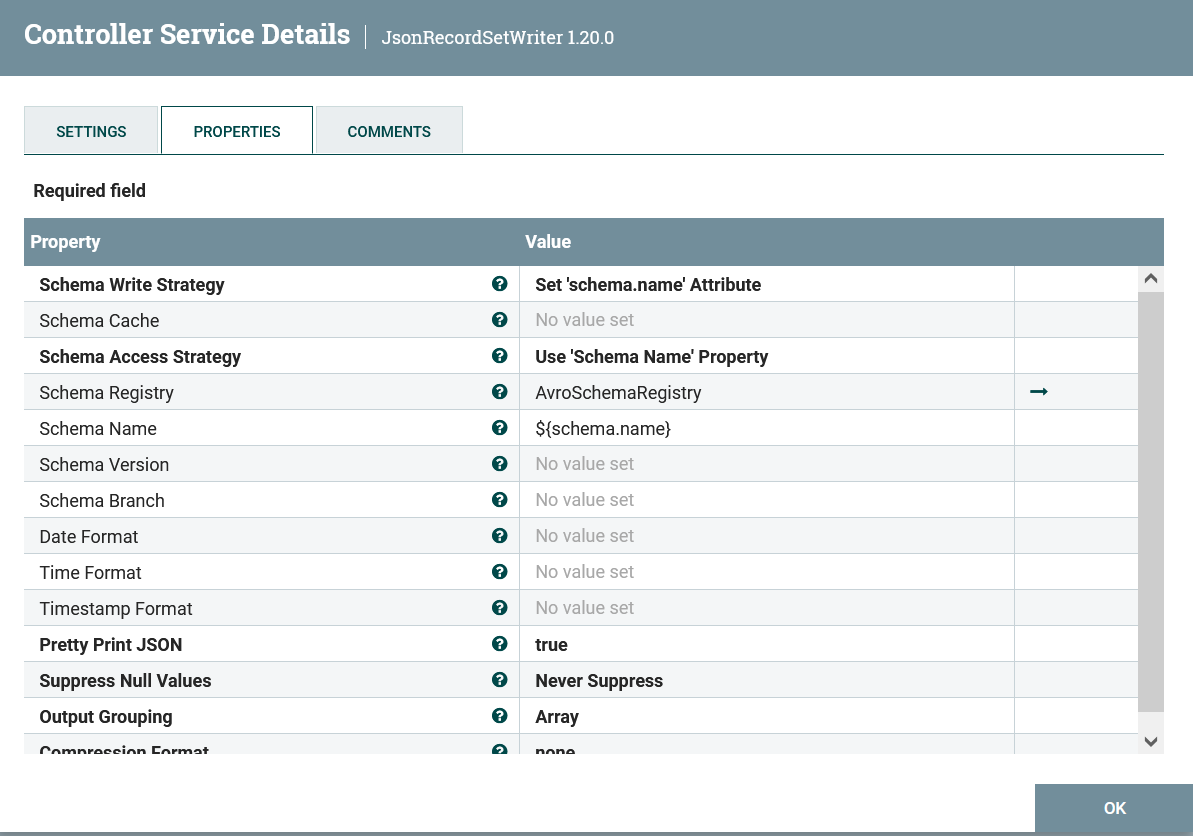 Controller Service Details | JsonRecordSetWriter 1.20.0
SETTINGS PROPERTIES COMMENTS
Required field
Property Value
Schema Write Strategy ? Set 'schema.name' Attribute
Schema Cache ? No value set
Schema Access Strategy ? Use 'Schema Name' Property
Schema Registry ? AvroSchemaRegistry →
Schema Name ? ${schema.name}
Schema Version ? No value set
Schema Branch ? No value set
Date Format ? No value set
Time Format ? No value set
Timestamp Format ? No value set
Pretty Print JSON ? true
Suppress Null Values ? Never Suppress
Output Grouping ? Array
Compression Format ? none
OK